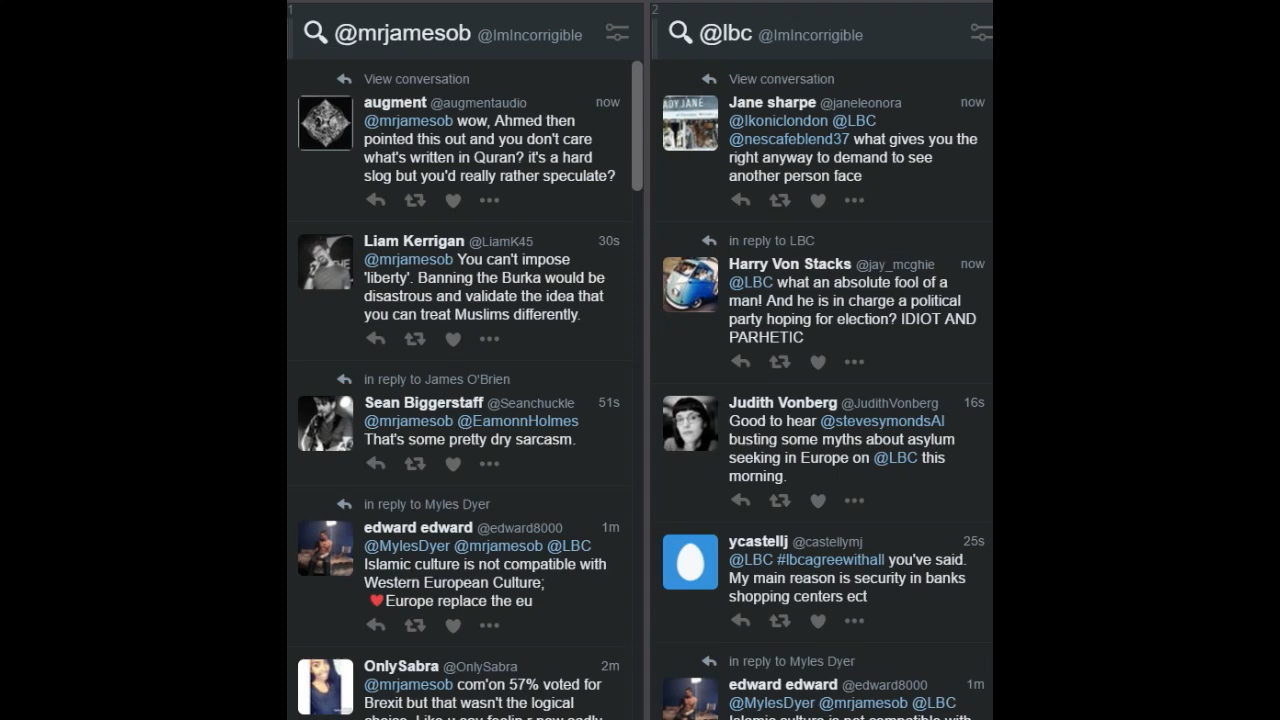 1
@mrjamesob @ImIncorrigible
View conversation
augment @augmentaudio now
@mrjamesob wow, Ahmed then
pointed this out and you don't care
what's written in Quran? it's a hard
slog but you'd really rather speculate?
Liam Kerrigan @LiamK45 30s
@mrjamesob You can't impose
'liberty'. Banning the Burka would be
disastrous and validate the idea that
you can treat Muslims differently.
in reply to James O'Brien
Sean Biggerstaff @Seanchuckle 51s
@mrjamesob @EamonnHolmes
That's some pretty dry sarcasm.
in reply to Myles Dyer
edward edward @edward8000 1m
@MylesDyer @mrjamesob @LBC
Islamic culture is not compatible with
Western European Culture;
❤Europe replace the eu
OnlySabra @OnlySabra 2m
@mrjamesob com'on 57% voted for
Brexit but that wasn't the logical
2
@lbc @ImIncorrigible
View conversation
Jane sharpe @janeleonora now
@Ikoniclondon @LBC
@nescafeblend37 what gives you the
right anyway to demand to see
another person face
in reply to LBC
Harry Von Stacks @jay_mcghie now
@LBC what an absolute fool of a
man! And he is in charge a political
party hoping for election? IDIOT AND
PARHETIC
Judith Vonberg @JudithVonberg 16s
Good to hear @stevesymondsAI
busting some myths about asylum
seeking in Europe on @LBC this
morning.
ycastellj @castellymj 25s
@LBC #lbcagreewithall you've said.
My main reason is security in banks
shopping centers ect
in reply to Myles Dyer
edward edward @edward8000 1m
@MylesDyer @mrjamesob @LBC
Islamic culture is not compatible with